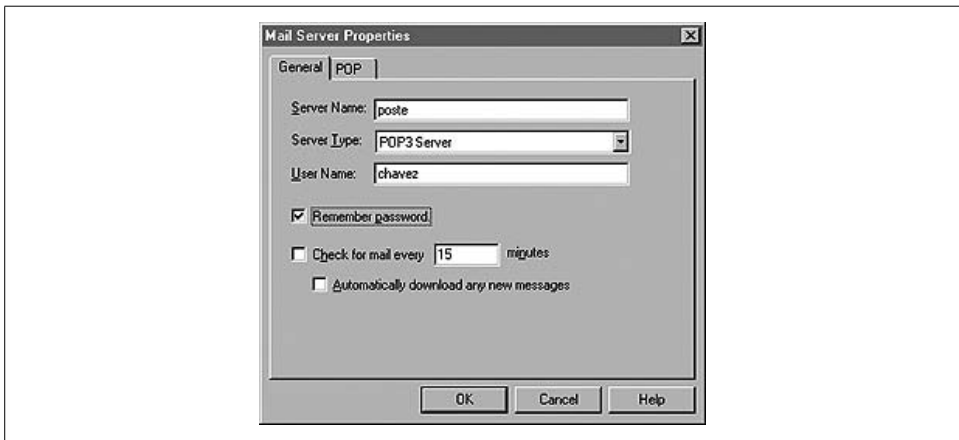 Mail Server Properties
General POP
Server Name: poste
Server Type: POP3 Server
User Name: chavez
Remember password.
Check for mail every 15 minutes
Automatically download any new messages
OK Cancel Help